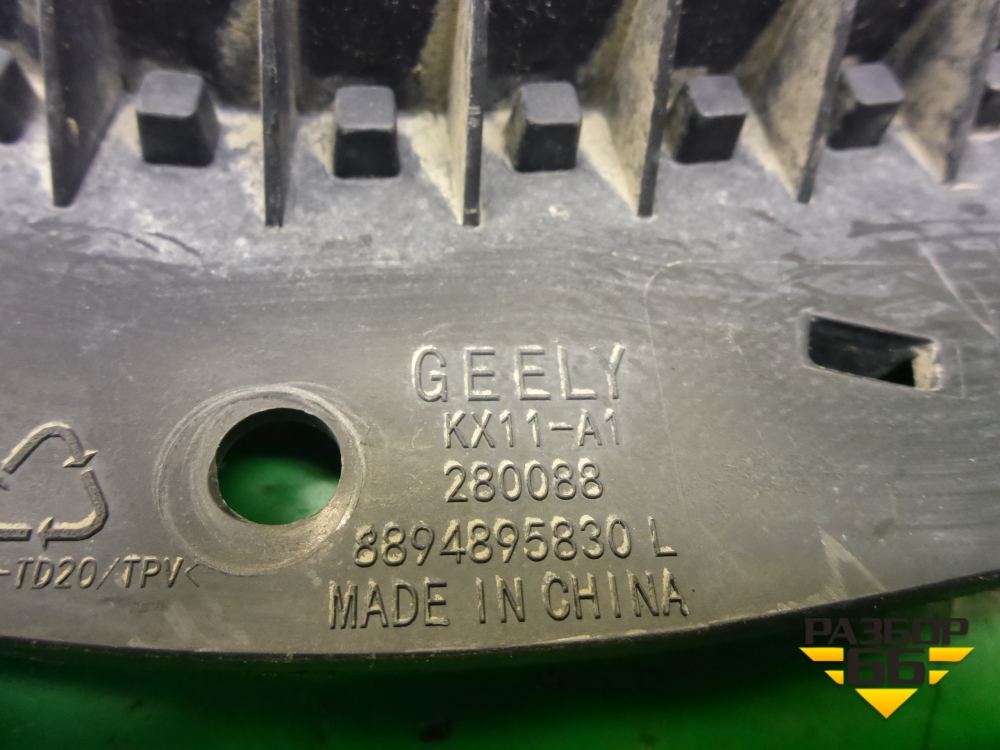 GEELY
KX11-A1
280088
8894895830 L
MADE IN CHINA
-TD20/TPV<
РАЗБОР
66